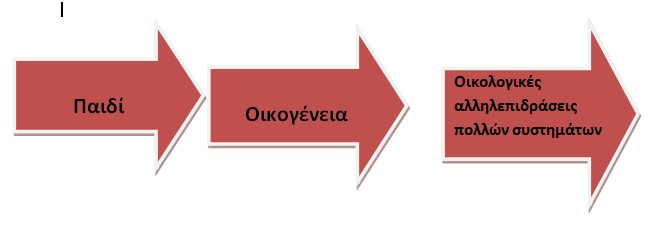 Παιδί
Οικογένεια
Οικολογικές
αλληλεπιδράσεις
πολλών συστημάτων